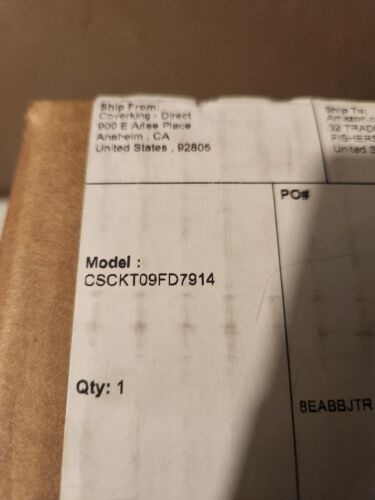 Ship From:
Coverking - Direct
900 E Arlee Place
Anaheim , CA
United States , 92805
Ship To:
Amazon.c
32 TRAD
FISHERS
United S
PO#
Model :
CSCKT09FD7914
Qty: 1
8EABBJTR